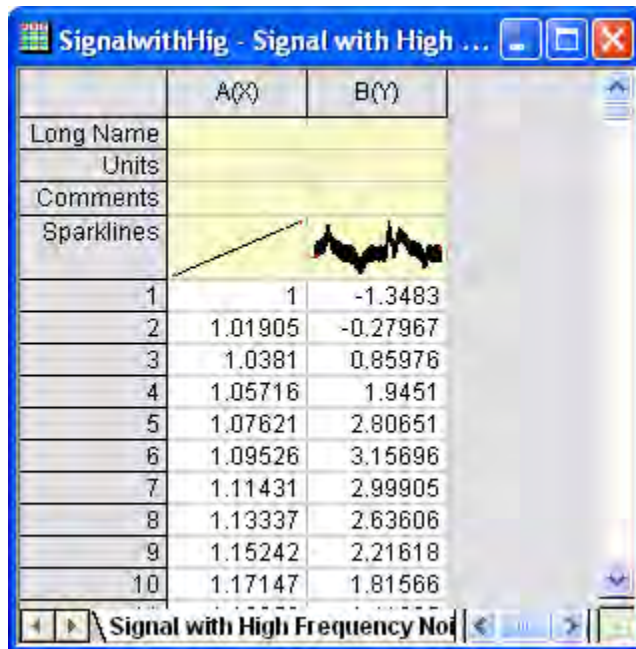 SignalwithHig - Signal with High ...
A(X) B(Y)
Long Name
Units
Comments
Sparklines
1 1 -1.3483
2 1.01905 -0.27967
3 1.0381 0.85976
4 1.05716 1.9451
5 1.07621 2.80651
6 1.09526 3.15696
7 1.11431 2.99905
8 1.13337 2.63606
9 1.15242 2.21618
10 1.17147 1.81566
Signal with High Frequency Noi